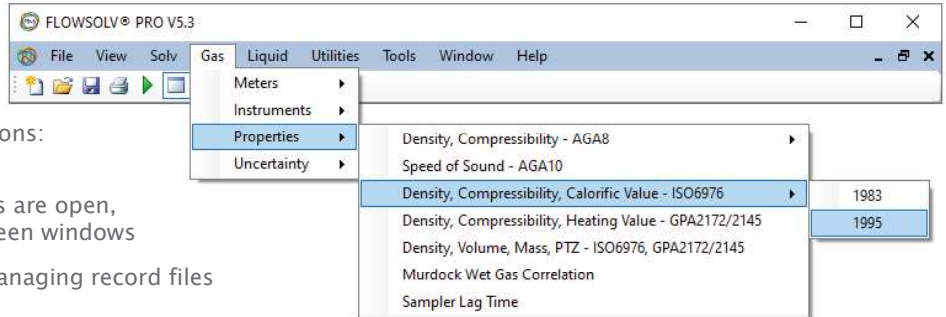 FLOWSOLV® PRO V5.3
File View Solv Gas Liquid Utilities Tools Window Help
Meters
Instruments
Properties
Uncertainty
Density, Compressibility - AGA8
Speed of Sound - AGA10
Density, Compressibility, Calorific Value - ISO6976
Density, Compressibility, Heating Value - GPA2172/2145
Density, Volume, Mass, PTZ - ISO6976, GPA2172/2145
Murdock Wet Gas Correlation
Sampler Lag Time
1983
1995
ons:
s are open,
een windows
anaging record files